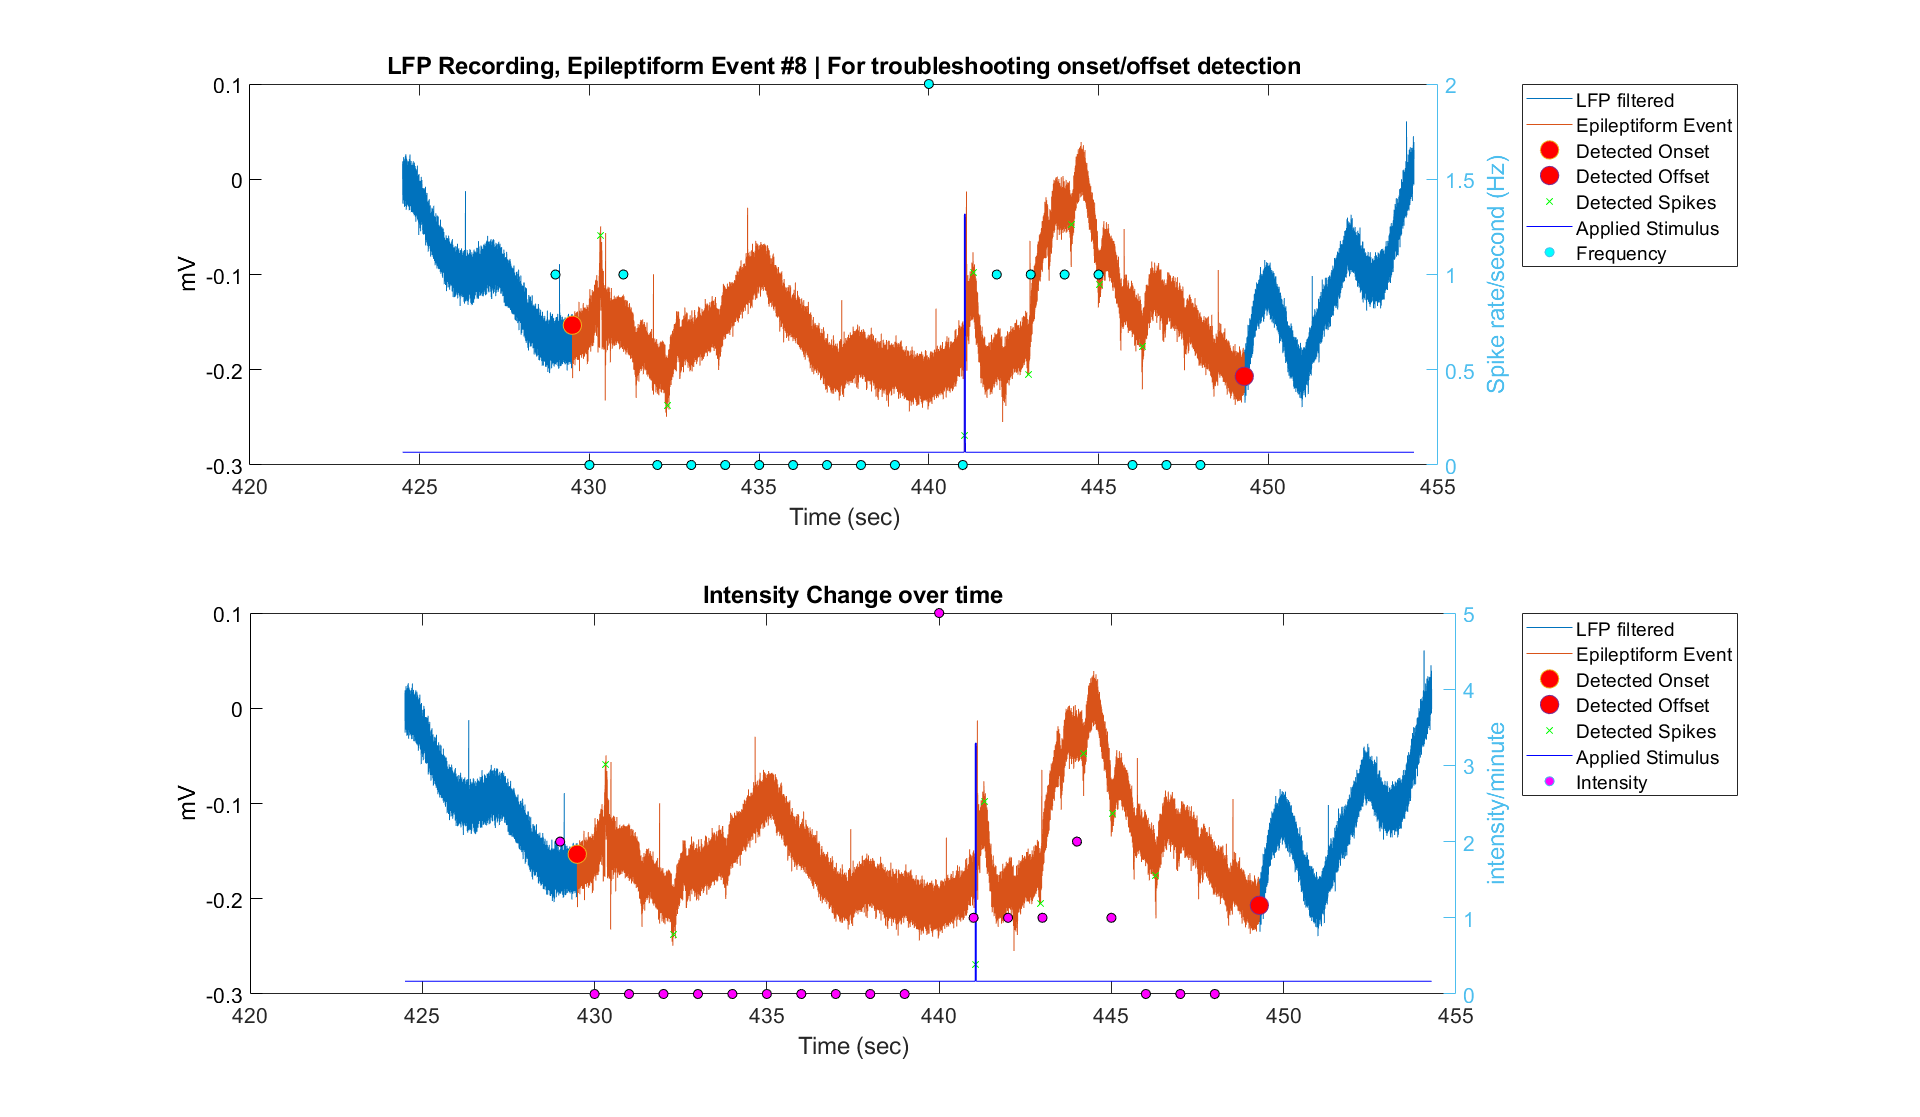 LFP Recording, Epileptiform Event #8 | For troubleshooting onset/offset detection
0.1
0
-0.1
-0.2
-0.3
mV
420
425
430
435
440
445
450
455
Time (sec)
2
1.5
1
0.5
0
Spike rate/second (Hz)
LFP filtered
Epileptiform Event
Detected Onset
Detected Offset
Detected Spikes
Applied Stimulus
Frequency
Intensity Change over time
0.1
0
-0.1
-0.2
-0.3
mV
420
425
430
435
440
445
450
455
Time (sec)
5
4
3
2
1
0
intensity/minute
LFP filtered
Epileptiform Event
Detected Onset
Detected Offset
Detected Spikes
Applied Stimulus
Intensity